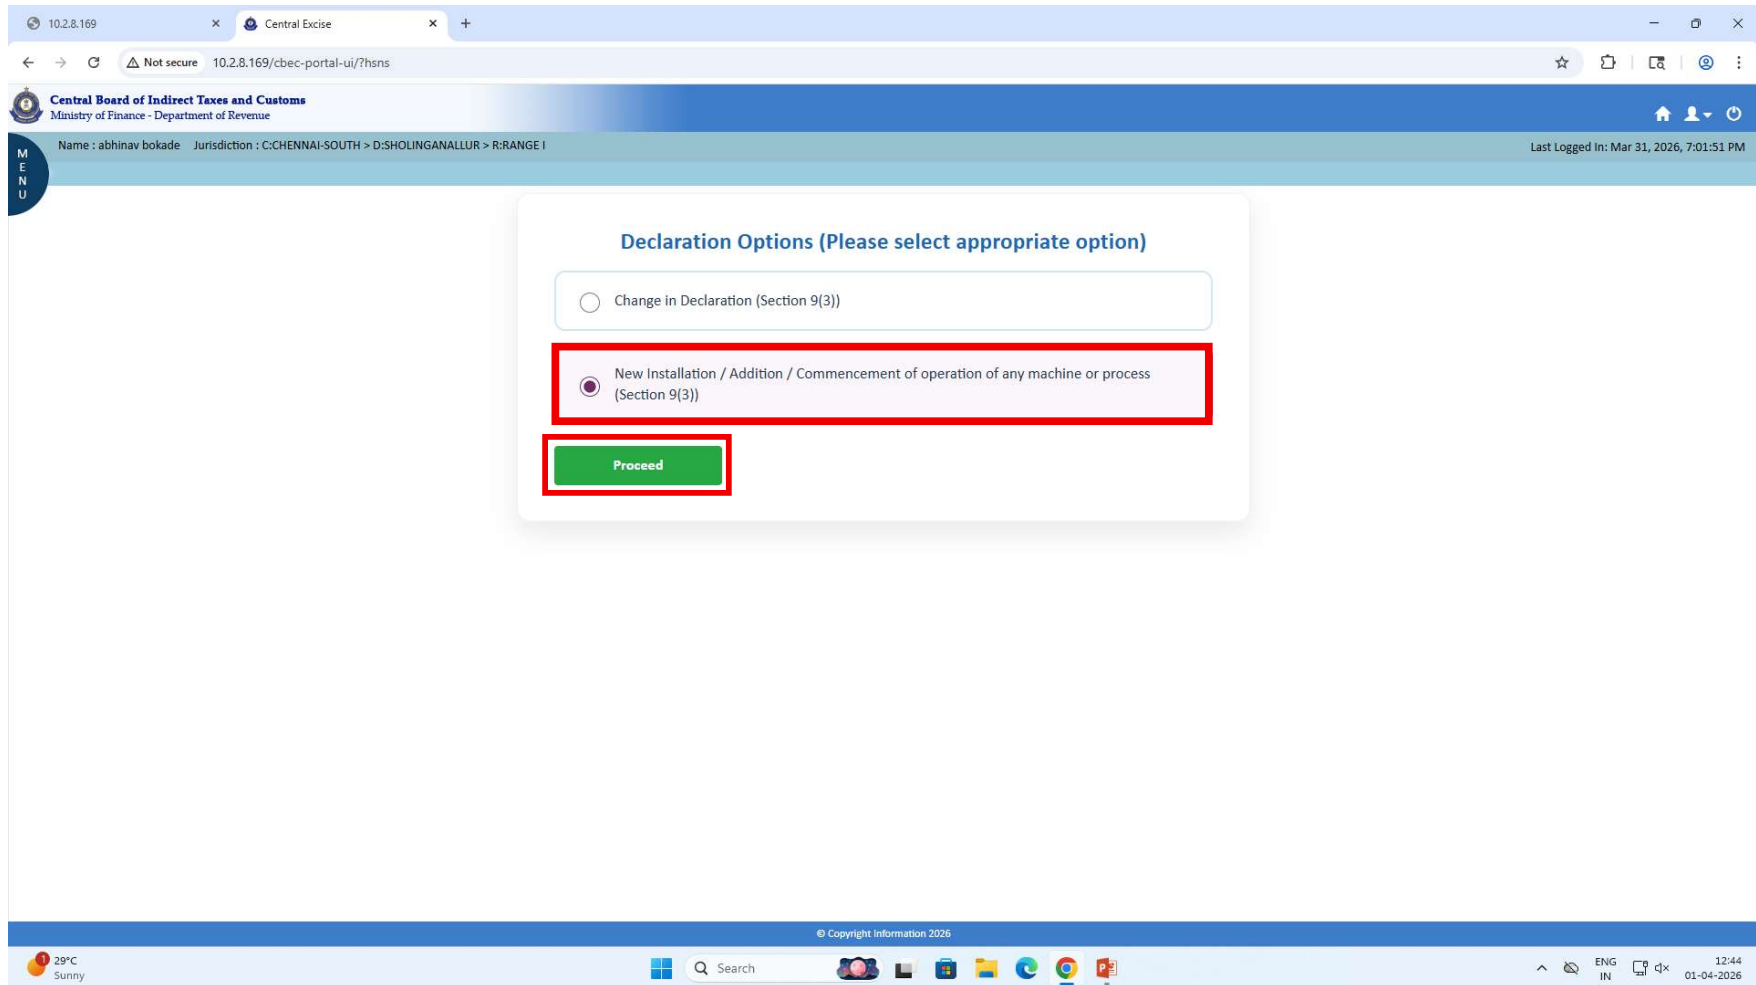 10.2.8.169
Central Excise
Not secure
10.2.8.169/cbec-portal-ui/?hsns
Central Board of Indirect Taxes and Customs
Ministry of Finance - Department of Revenue
MENU
Name : abhinav bokade Jurisdiction : C:CHENNAI-SOUTH > D:SHOLINGANALLUR > R:RANGE I
Last Logged In: Mar 31, 2026, 7:01:51 PM
Declaration Options (Please select appropriate option)
Change in Declaration (Section 9(3))
New Installation / Addition / Commencement of operation of any machine or process
(Section 9(3))
Proceed
© Copyright Information 2026
1
29°C
Sunny
Search
ENG
IN
12:44
01-04-2026